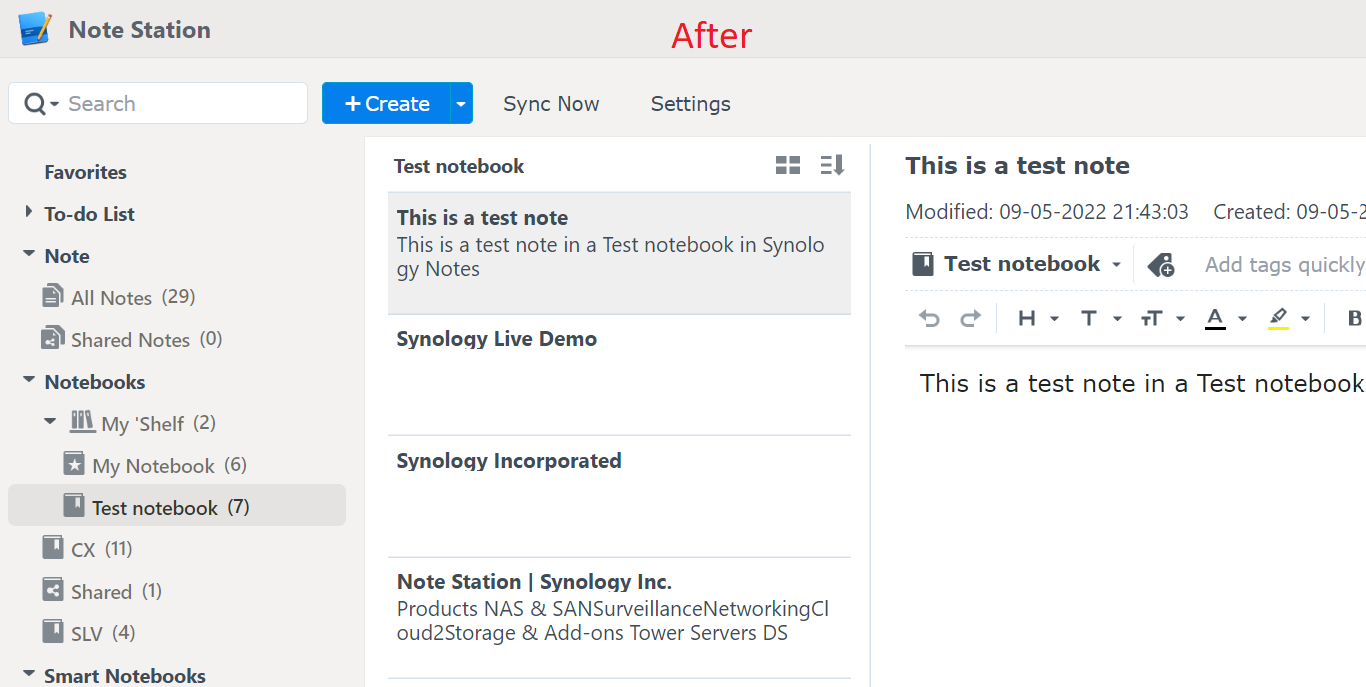 Note Station
After
Search
+ Create
Sync Now
Settings
Favorites
To-do List
Note
All Notes (29)
Shared Notes (0)
Notebooks
My 'Shelf (2)
My Notebook (6)
Test notebook (7)
CX (11)
Shared (1)
SLV (4)
Smart Notebooks
Test notebook
This is a test note
This is a test note in a Test notebook in Synolo
gy Notes
Synology Live Demo
Synology Incorporated
Note Station | Synology Inc.
Products NAS & SANSurveillanceNetworkingCl
oud2Storage & Add-ons Tower Servers DS
This is a test note
Modified: 09-05-2022 21:43:03 Created: 09-05-2
Test notebook
Add tags quickly
H T TT A B
This is a test note in a Test notebook